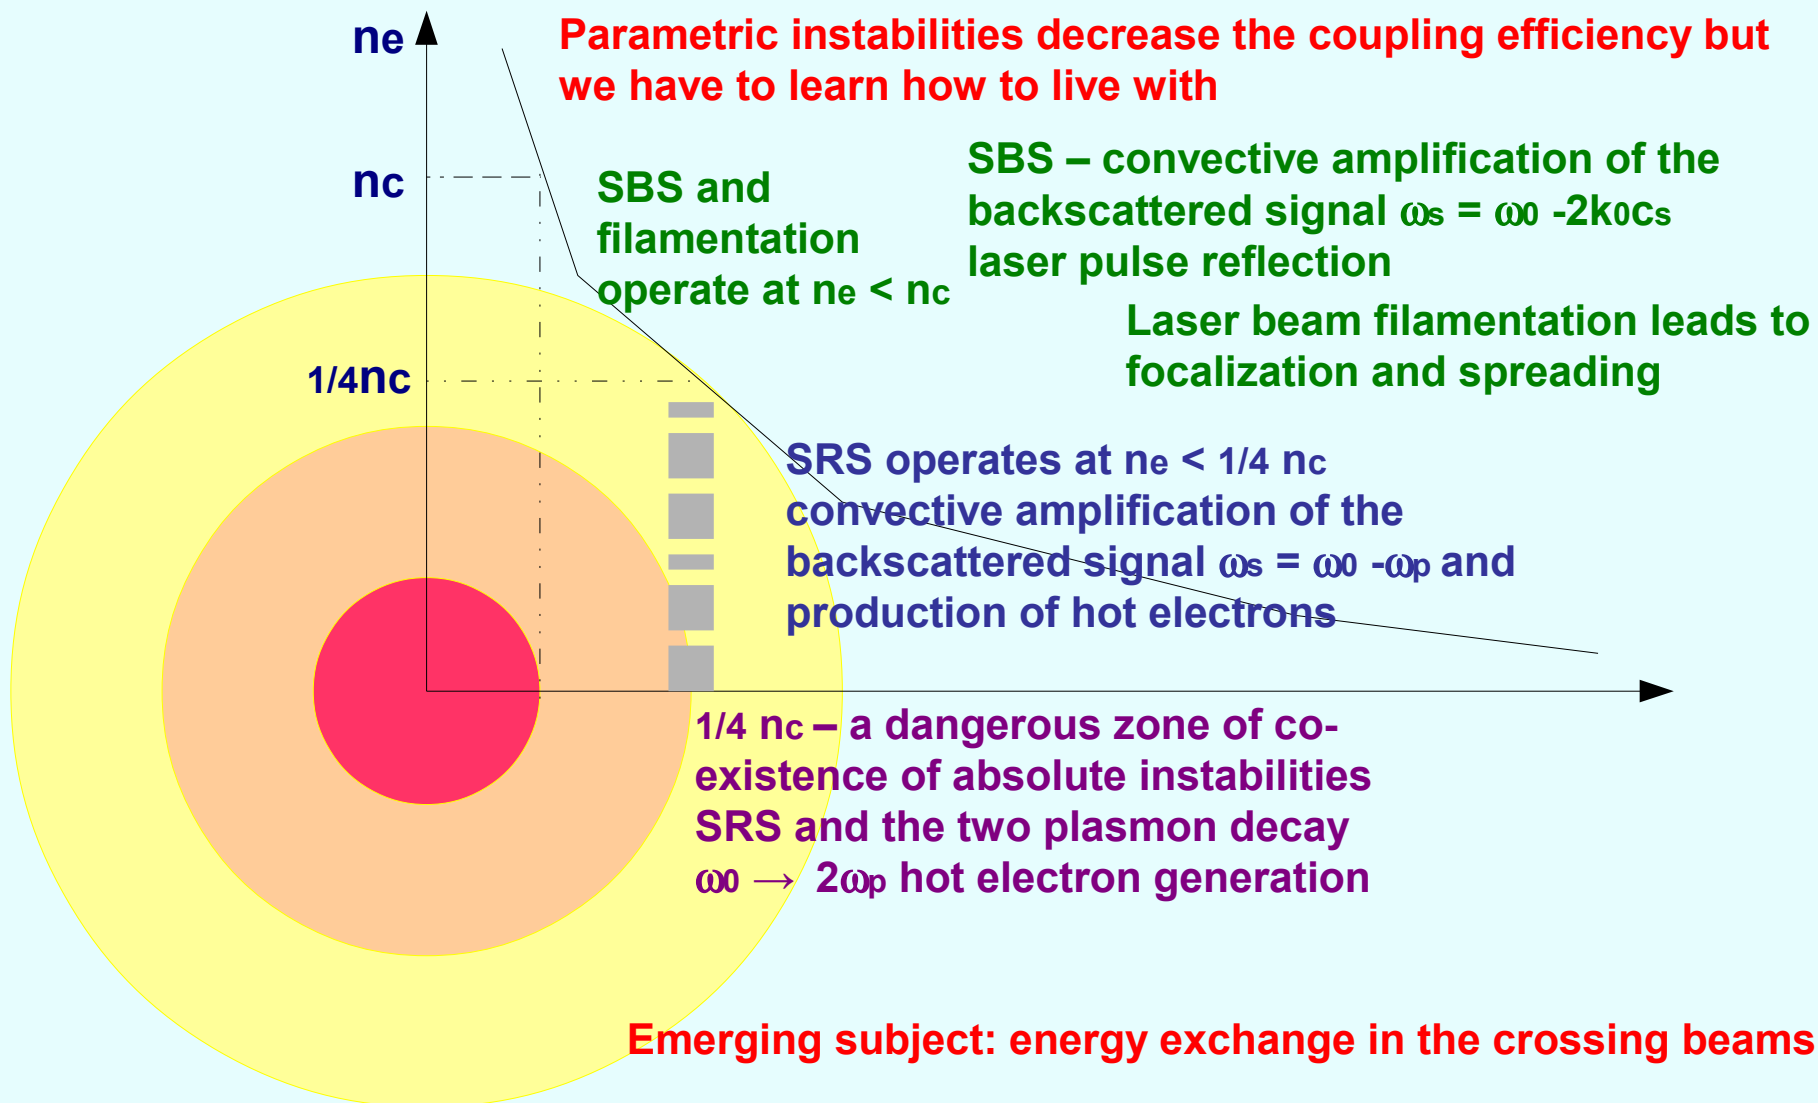 ne
Parametric instabilities decrease the coupling efficiency but
we have to learn how to live with
nc
SBS and
filamentation
operate at ne < nc
SBS – convective amplification of the
backscattered signal ωs = ω0 -2k0cs
laser pulse reflection
Laser beam filamentation leads to
focalization and spreading
1/4nc
SRS operates at ne < 1/4 nc
convective amplification of the
backscattered signal ωs = ω0 -ωp and
production of hot electrons
1/4 nc – a dangerous zone of co-
existence of absolute instabilities
SRS and the two plasmon decay
ω0 → 2ωp hot electron generation
Emerging subject: energy exchange in the crossing beams